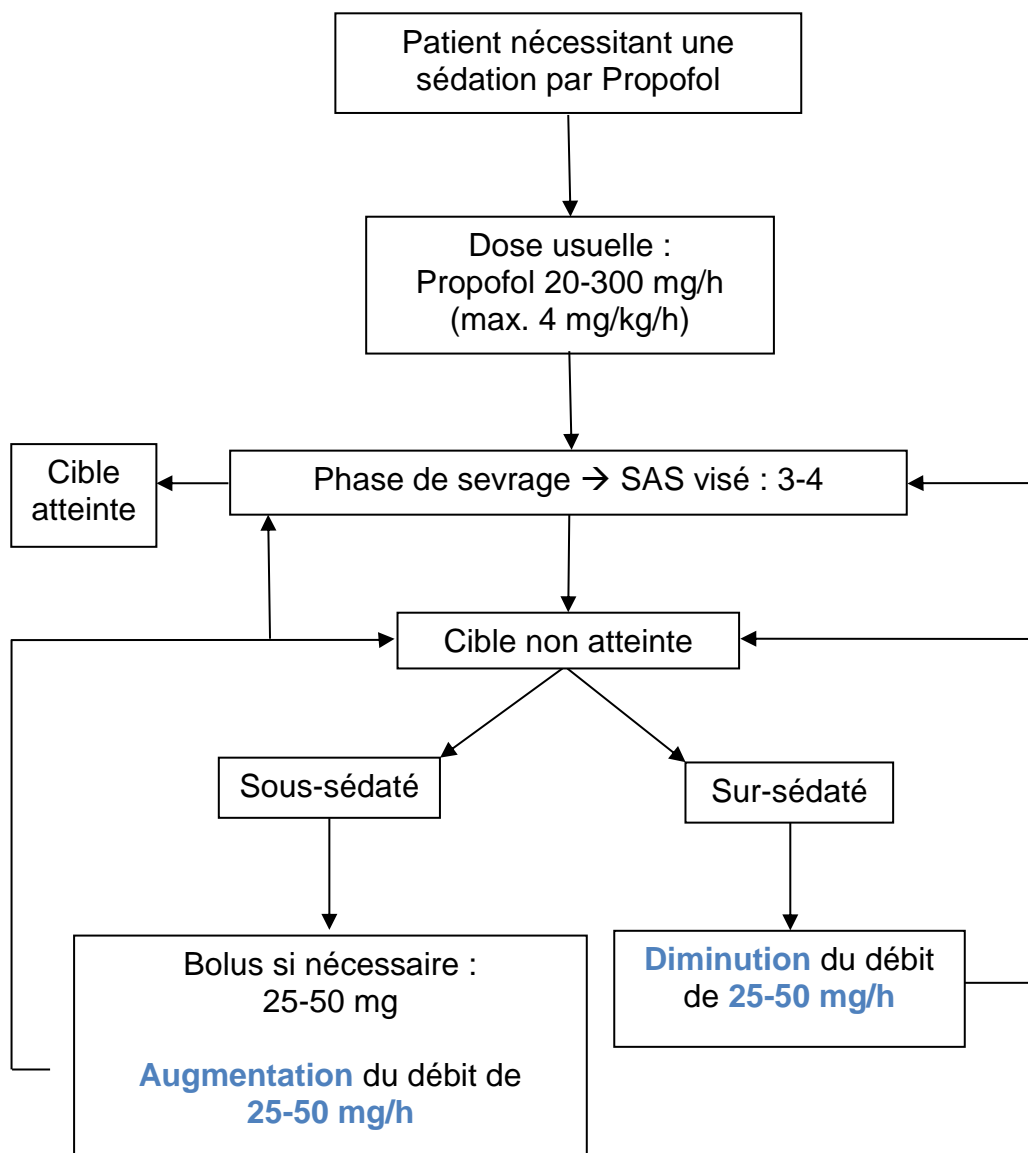 Patient nécessitant une
sédation par Propofol
Dose usuelle :
Propofol 20-300 mg/h
(max. 4 mg/kg/h)
Cible
atteinte
Phase de sevrage → SAS visé : 3-4
Cible non atteinte
Sous-sédaté
Sur-sédaté
Bolus si nécessaire :
25-50 mg
Augmentation du débit de
25-50 mg/h
Diminution du débit
de 25-50 mg/h